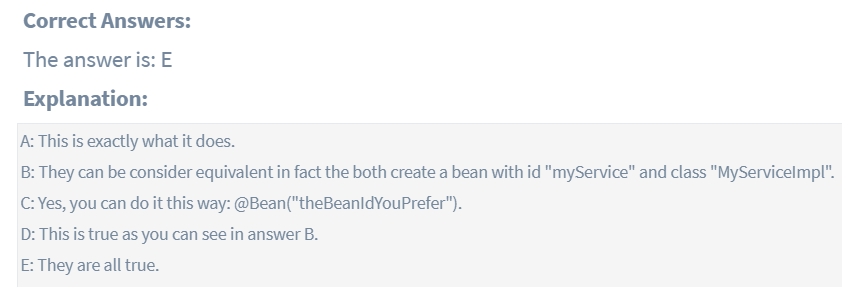 Correct Answers:
The answer is: E
Explanation:
A: This is exactly what it does.
B: They can be consider equivalent in fact the both create a bean with id "myService" and class "MyServiceImpl".
C: Yes, you can do it this way: @Bean("theBeanIdYouPrefer").
D: This is true as you can see in answer B.
E: They are all true.